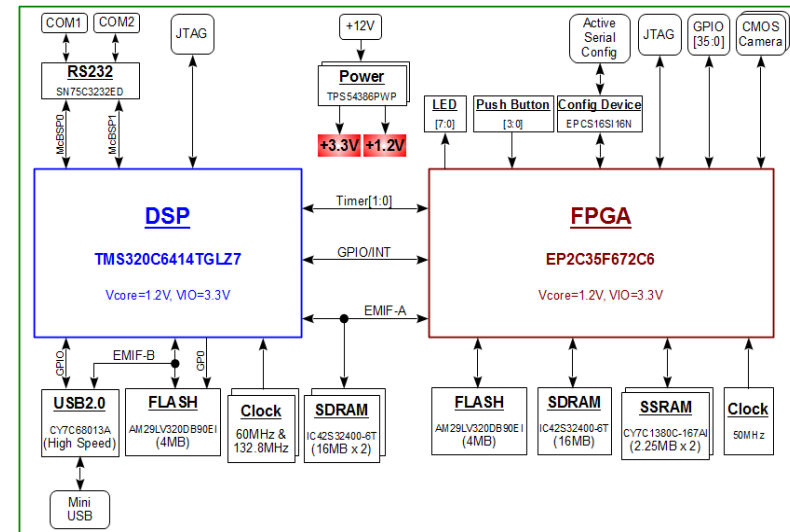 COM1
COM2
JTAG
+12V
Active
Serial
Config
JTAG
GPIO
[35:0]
CMOS
Camera
RS232
SN75C3232ED
Power
TPS54386PWP
LED
[7:0]
Push Button
[3:0]
Config Device
EPCS16SI16N
McBSP0
McBSP1
+3.3V
+1.2V
DSP
TMS320C6414TGLZ7
Vcore=1.2V, VIO=3.3V
Timer[1:0]
GPIO/INT
EMIF-A
FPGA
EP2C35F672C6
Vcore=1.2V, VIO=3.3V
GPIO
EMIF-B
GP0
USB2.0
CY7C68013A
(High Speed)
FLASH
AM29LV320DB90EI
(4MB)
Clock
60MHz &
132.8MHz
SDRAM
IC42S32400-6T
(16MB x 2)
FLASH
AM29LV320DB90EI
(4MB)
SDRAM
IC42S32400-6T
(16MB)
SSRAM
CY7C1380C-167AI
(2.25MB x 2)
Clock
50MHz
Mini
USB